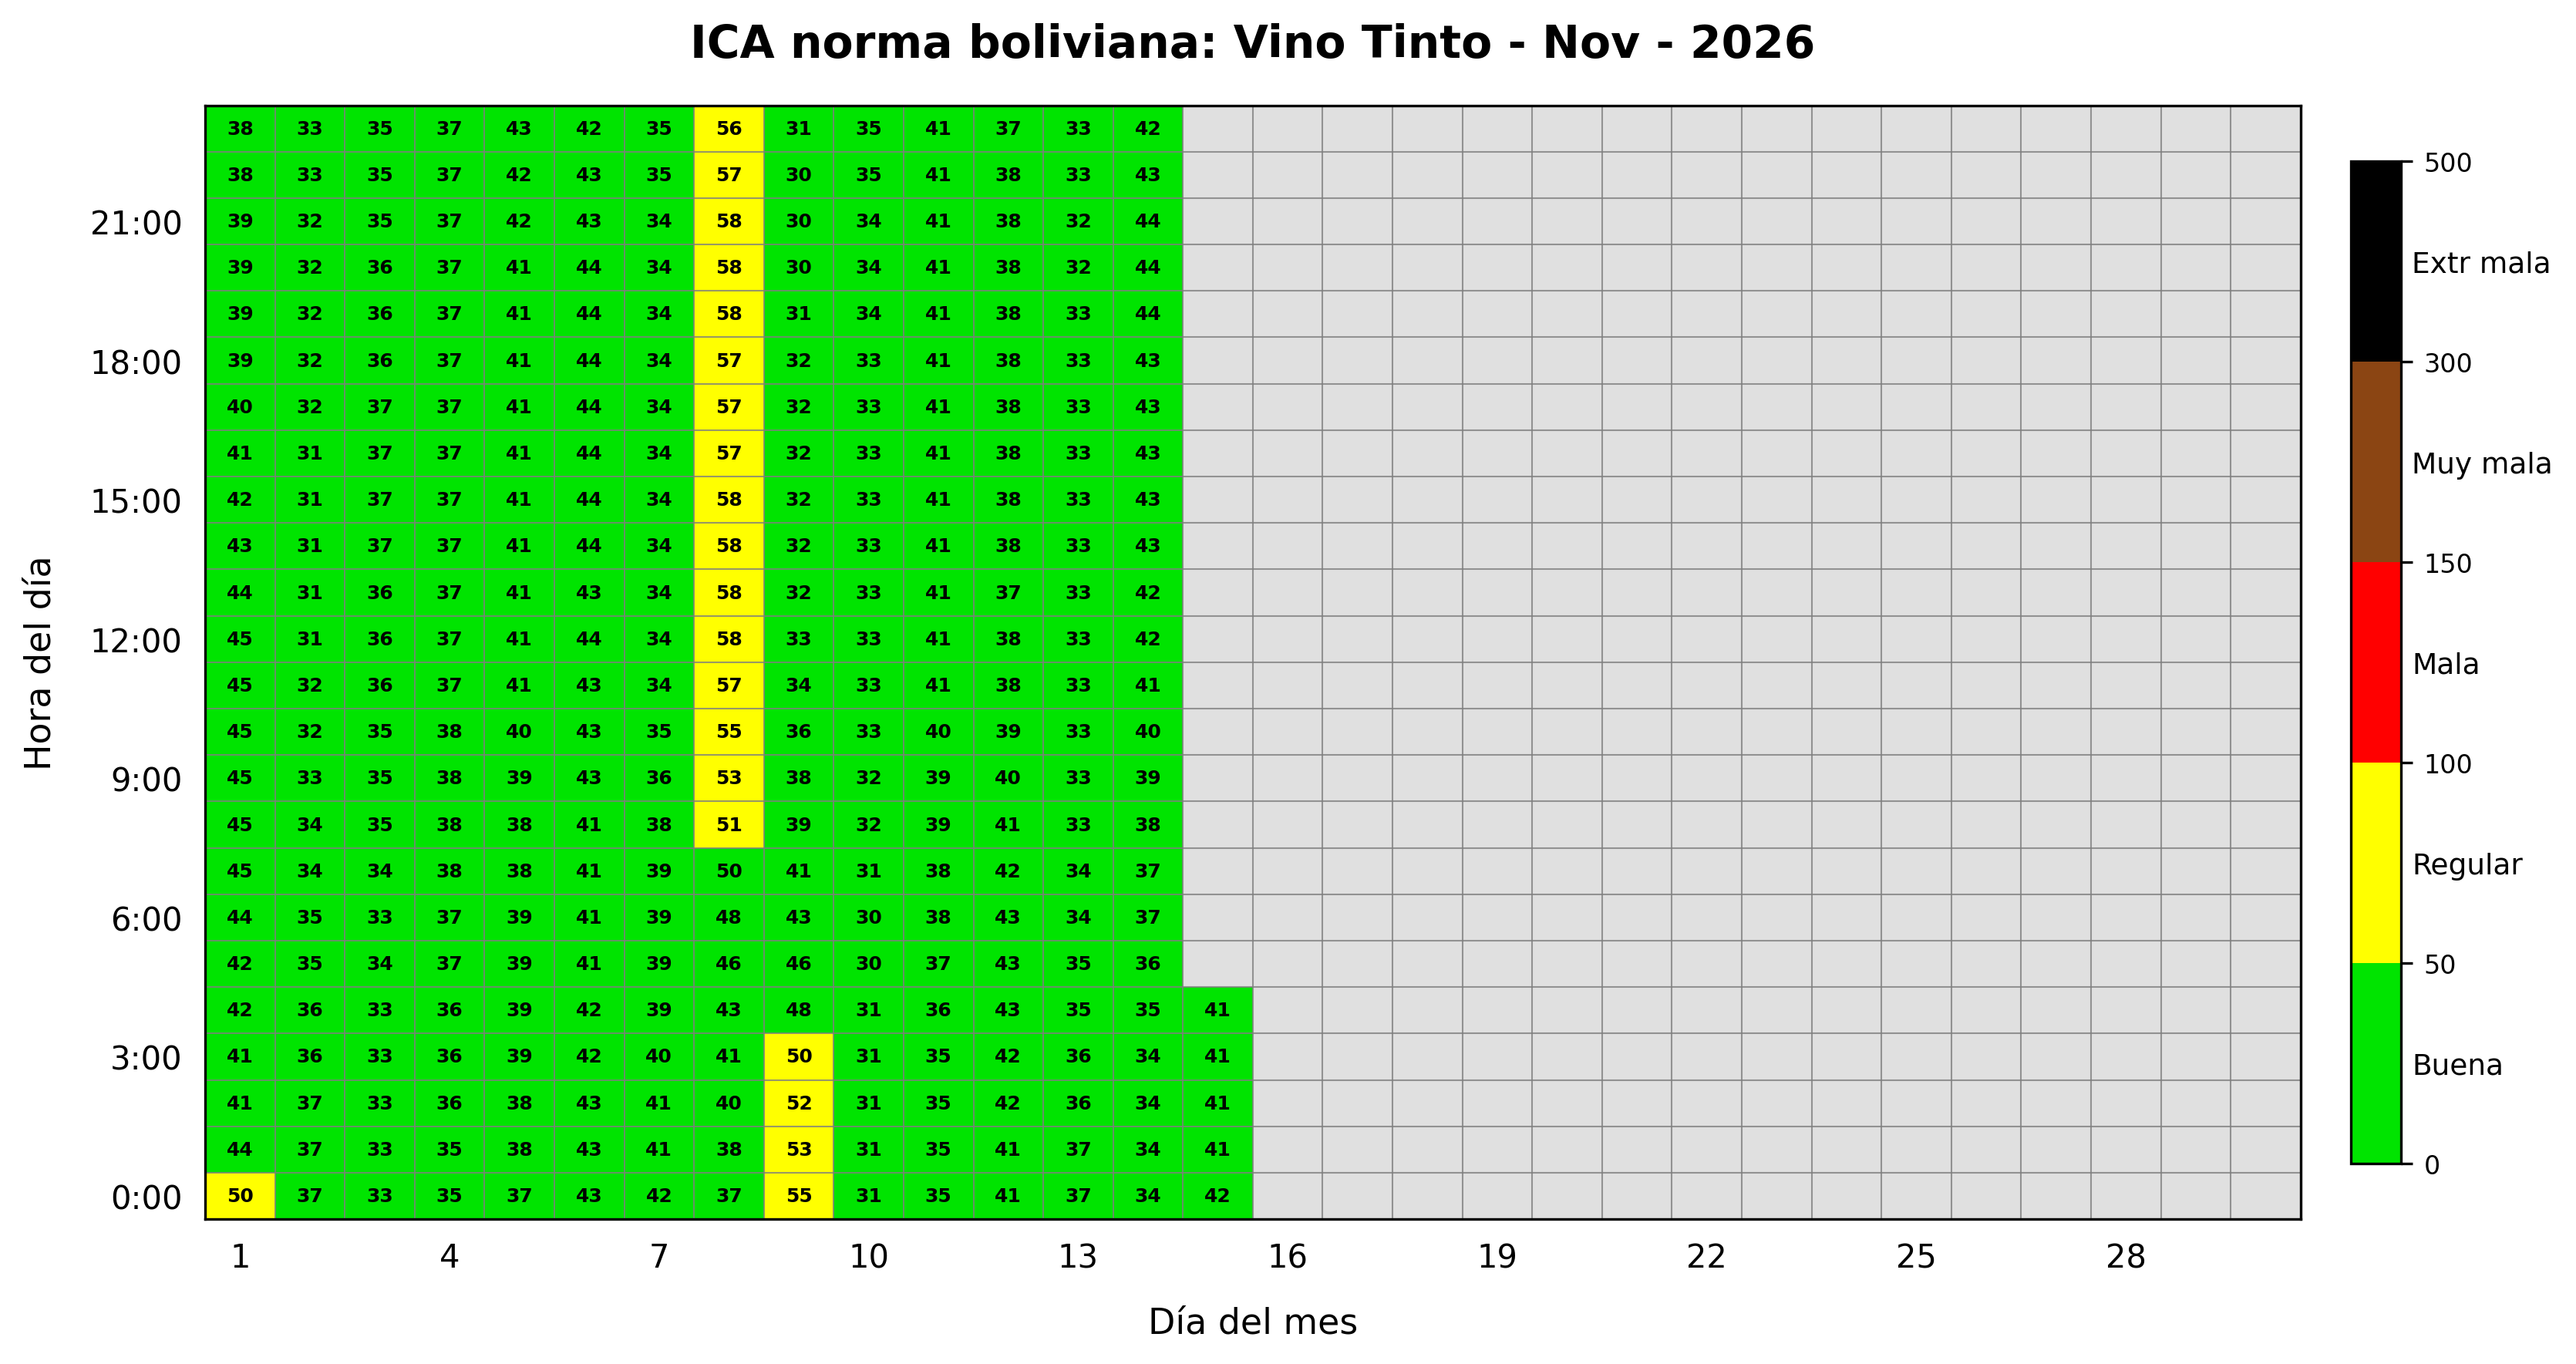 ICA norma boliviana: Vino Tinto - Nov - 2026
38 33 35 37 43 42 35 56 31 35 41 37 33 42
38 33 35 37 42 43 35 57 30 35 41 38 33 43
21:00 39 32 35 37 42 43 34 58 30 34 41 38 32 44
39 32 36 37 41 44 34 58 30 34 41 38 32 44
39 32 36 37 41 44 34 58 31 34 41 38 33 44
18:00 39 32 36 37 41 44 34 57 32 33 41 38 33 43
40 32 37 37 41 44 34 57 32 33 41 38 33 43
41 31 37 37 41 44 34 57 32 33 41 38 33 43
15:00 42 31 37 37 41 44 34 58 32 33 41 38 33 43
43 31 37 37 41 44 34 58 32 33 41 38 33 43
44 31 36 37 41 43 34 58 32 33 41 37 33 42
12:00 45 31 36 37 41 44 34 58 33 33 41 38 33 42
45 32 36 37 41 43 34 57 34 33 41 38 33 41
45 32 35 38 40 43 35 55 36 33 40 39 33 40
9:00 45 33 35 38 39 43 36 53 38 32 39 40 33 39
45 34 35 38 38 41 38 51 39 32 39 41 33 38
45 34 34 38 38 41 39 50 41 31 38 42 34 37
6:00 44 35 33 37 39 41 39 48 43 30 38 43 34 37
42 35 34 37 39 41 39 46 46 30 37 43 35 36
42 36 33 36 39 42 39 43 48 31 36 43 35 35 41
3:00 41 36 33 36 39 42 40 41 50 31 35 42 36 34 41
41 37 33 36 38 43 41 40 52 31 35 42 36 34 41
44 37 33 35 38 43 41 38 53 31 35 41 37 34 41
0:00 50 37 33 35 37 43 42 37 55 31 35 41 37 34 42
1 4 7 10 13 16 19 22 25 28
Día del mes
Hora del día
500
Extr mala
300
Muy mala
150
Mala
100
Regular
50
Buena
0